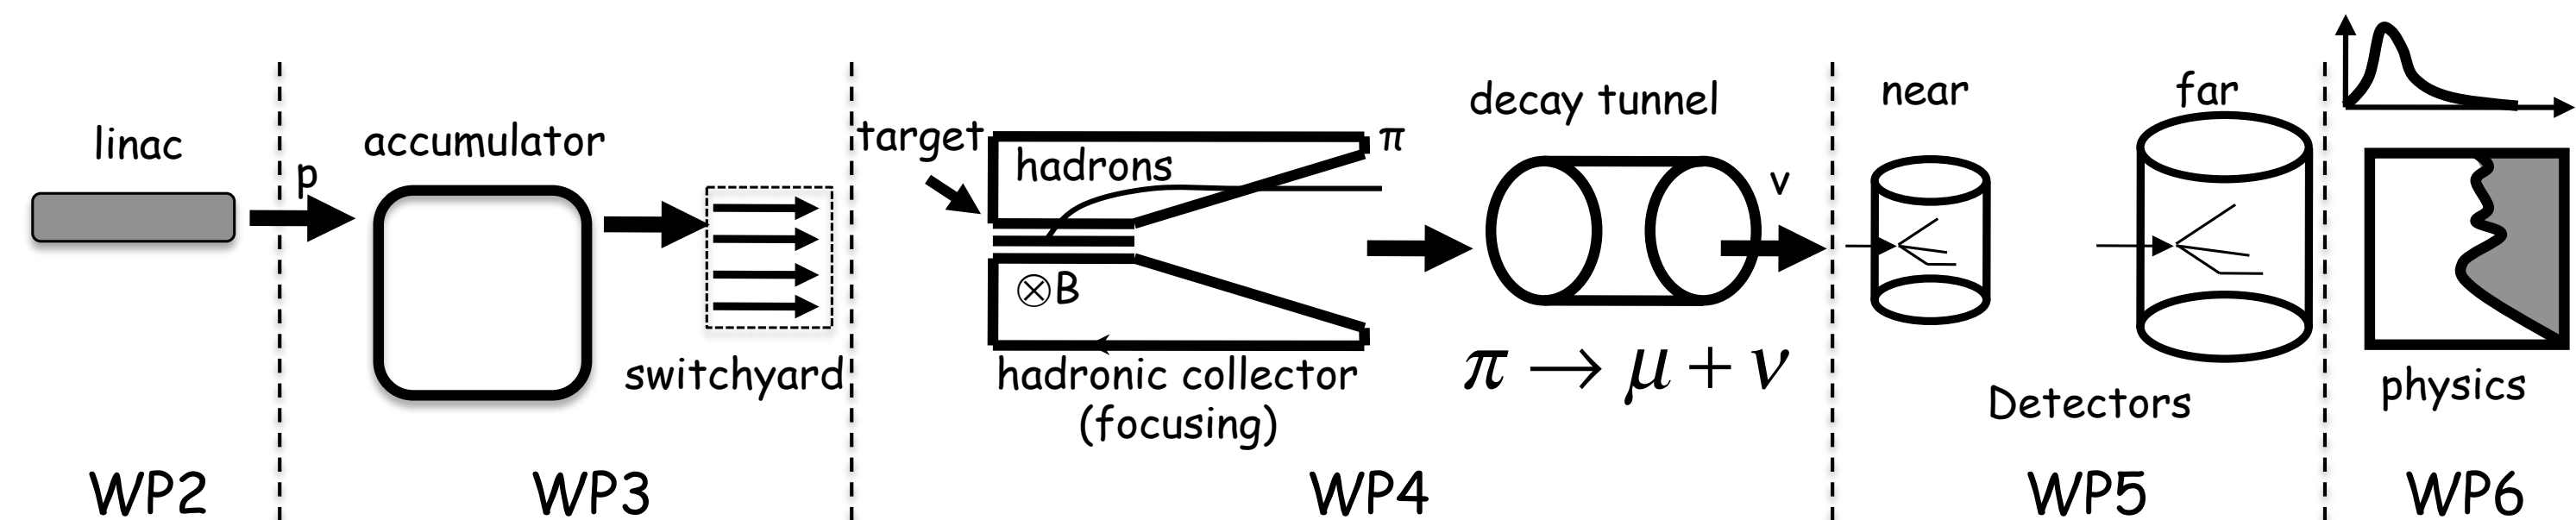 linac
p
accumulator
switchyard
target
hadrons
π
⊗B
hadronic collector
(focusing)
decay tunnel
ν
π → μ + ν
near
far
Detectors
physics
WP2
WP3
WP4
WP5
WP6